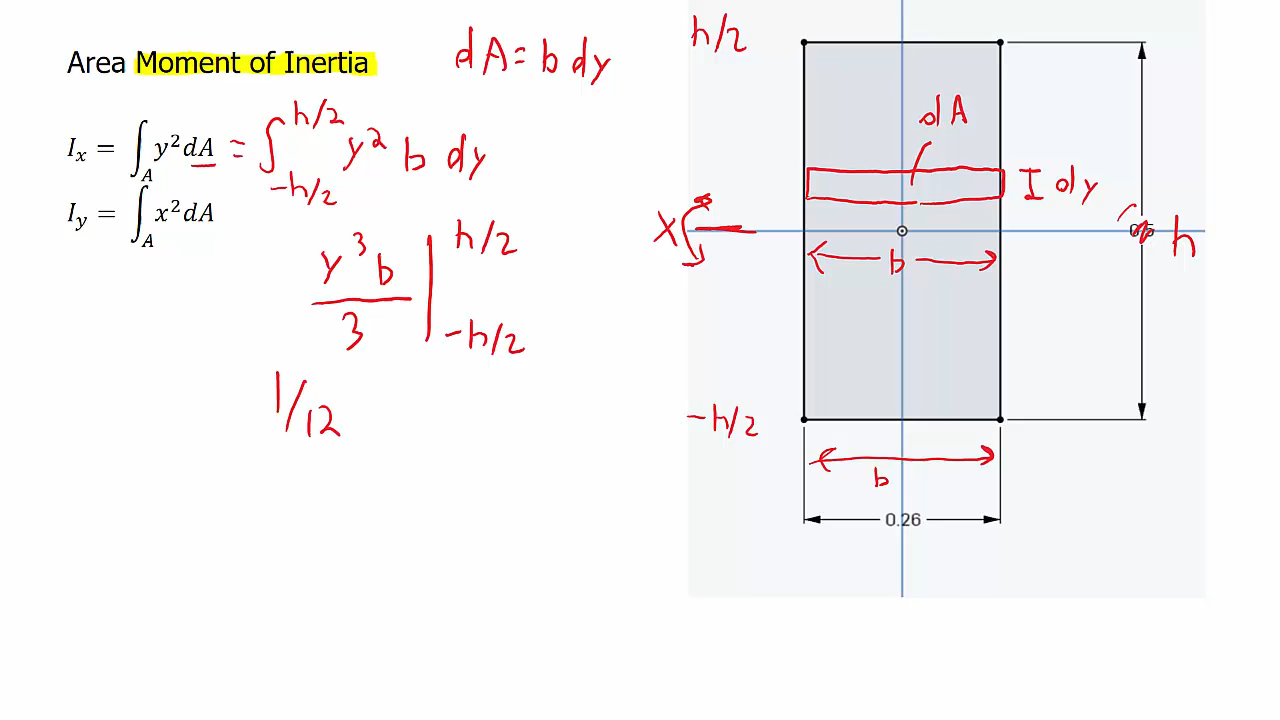 Area Moment of Inertia
dA = b dy
Iₓ = ∫_A y²dA = ∫_{-h/2}^{h/2} y² b dy
I_y = ∫_A x²dA
y³b
3
h/2
-h/2
1/12
h/2
dA
dy
X
b
h
-h/2
b
0.26